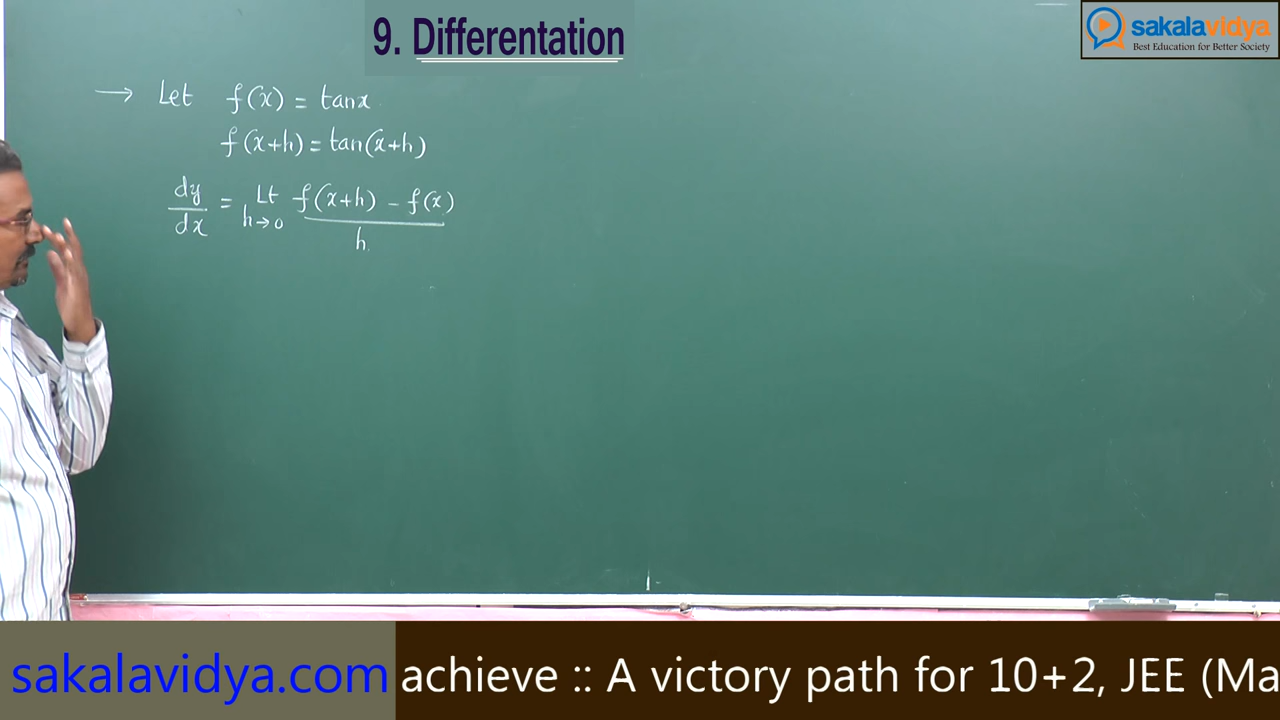 9. Differentation
sakalavidya
Best Education for Better Society
→ Let f(x) = tanx
f(x+h) = tan(x+h)
dy/dx = Lt h→0 f(x+h) - f(x) / h
sakalavidya.com
achieve :: A victory path for 10+2, JEE (Ma